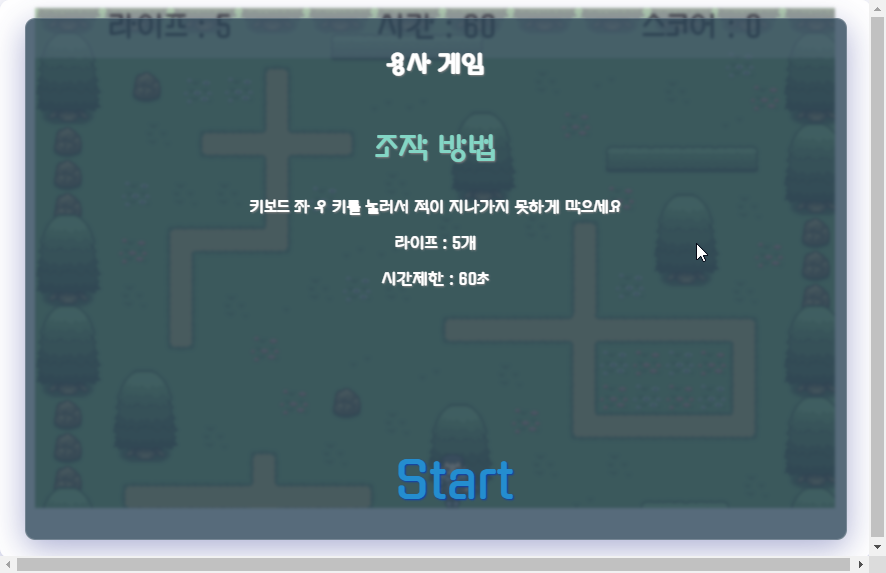 라이프 : 5 시간 : 60 스코어 : 0
용사 게임
조작 방법
키보드 좌 우 키를 눌러서 적이 지나가지 못하게 막으세요
라이프 : 5개
시간제한 : 60초
Start